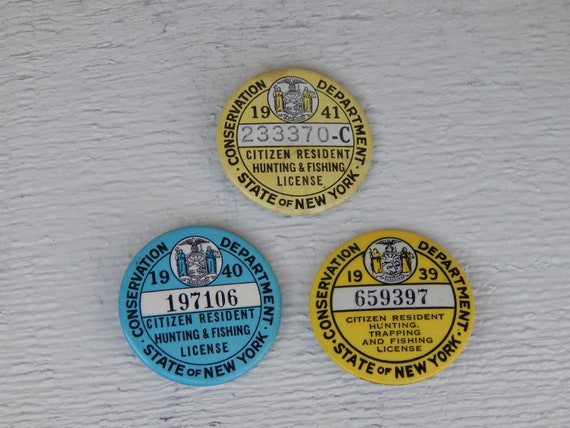 CONSERVATION DEPARTMENT
19 41
233370-C
CITIZEN RESIDENT
HUNTING & FISHING
LICENSE
STATE OF NEW YORK
CONSERVATION DEPARTMENT
19 40
197106
CITIZEN RESIDENT
HUNTING & FISHING
LICENSE
STATE OF NEW YORK
CONSERVATION DEPARTMENT
19 39
659397
CITIZEN RESIDENT
HUNTING,
TRAPPING
AND FISHING
LICENSE
STATE OF NEW YORK